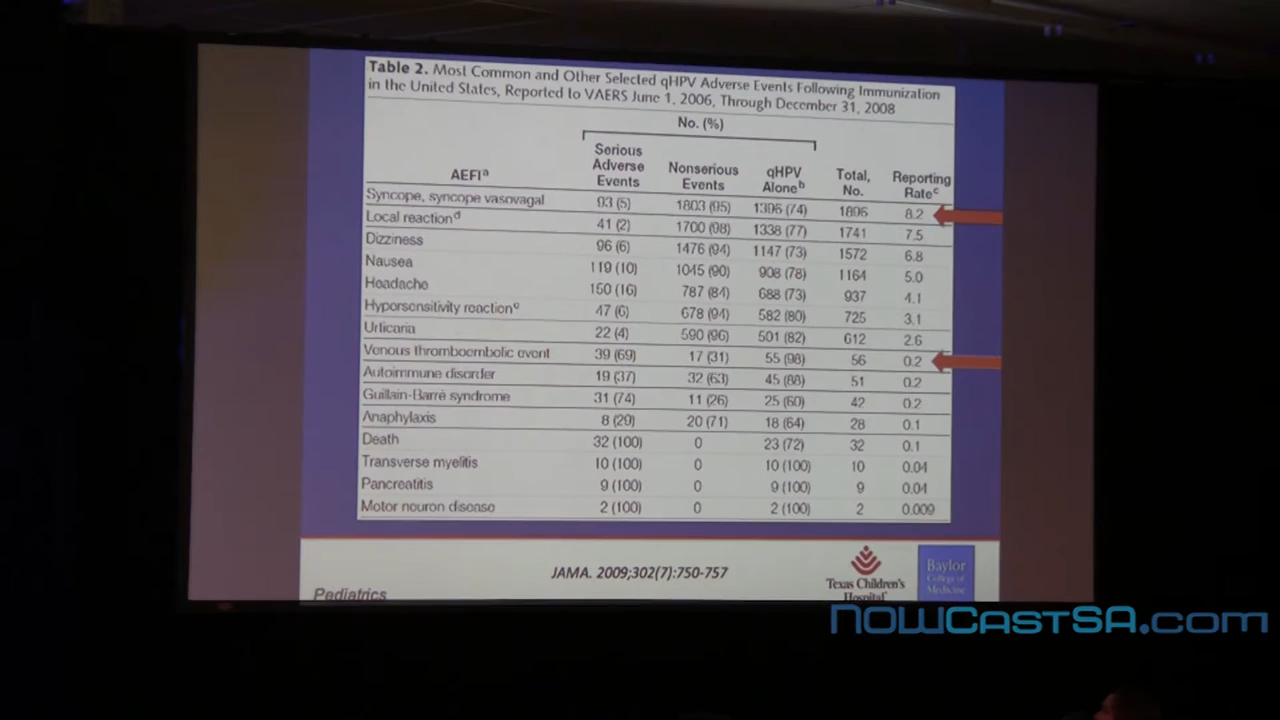 Table 2. Most Common and Other Selected qHPV Adverse Events Following Immunization
in the United States, Reported to VAERS June 1, 2006, Through December 31, 2008
No. (%)
AEFIa Serious Adverse Events Nonserious Events qHPV Aloneb Total, No. Reporting Ratec
Syncope, syncope vasovagal 93 (5) 1803 (95) 1396 (74) 1896 8.2
Local reactiond 41 (2) 1700 (98) 1338 (77) 1741 7.5
Dizziness 96 (6) 1476 (94) 1147 (73) 1572 6.8
Nausea 119 (10) 1045 (90) 908 (78) 1164 5.0
Headache 150 (16) 787 (84) 688 (73) 937 4.1
Hypersensitivity reactione 47 (6) 678 (94) 582 (80) 725 3.1
Urticaria 22 (4) 590 (96) 501 (82) 612 2.6
Venous thromboembolic event 39 (69) 17 (31) 55 (98) 56 0.2
Autoimmune disorder 19 (37) 32 (63) 45 (88) 51 0.2
Guillain-Barré syndrome 31 (74) 11 (26) 25 (60) 42 0.2
Anaphylaxis 8 (29) 20 (71) 18 (64) 28 0.1
Death 32 (100) 0 23 (72) 32 0.1
Transverse myelitis 10 (100) 0 10 (100) 10 0.04
Pancreatitis 9 (100) 0 9 (100) 9 0.04
Motor neuron disease 2 (100) 0 2 (100) 2 0.009
JAMA. 2009;302(7):750-757
Pediatrics
Texas Children's
Hospital
Baylor
College of
Medicine
NOWCASTSA.com